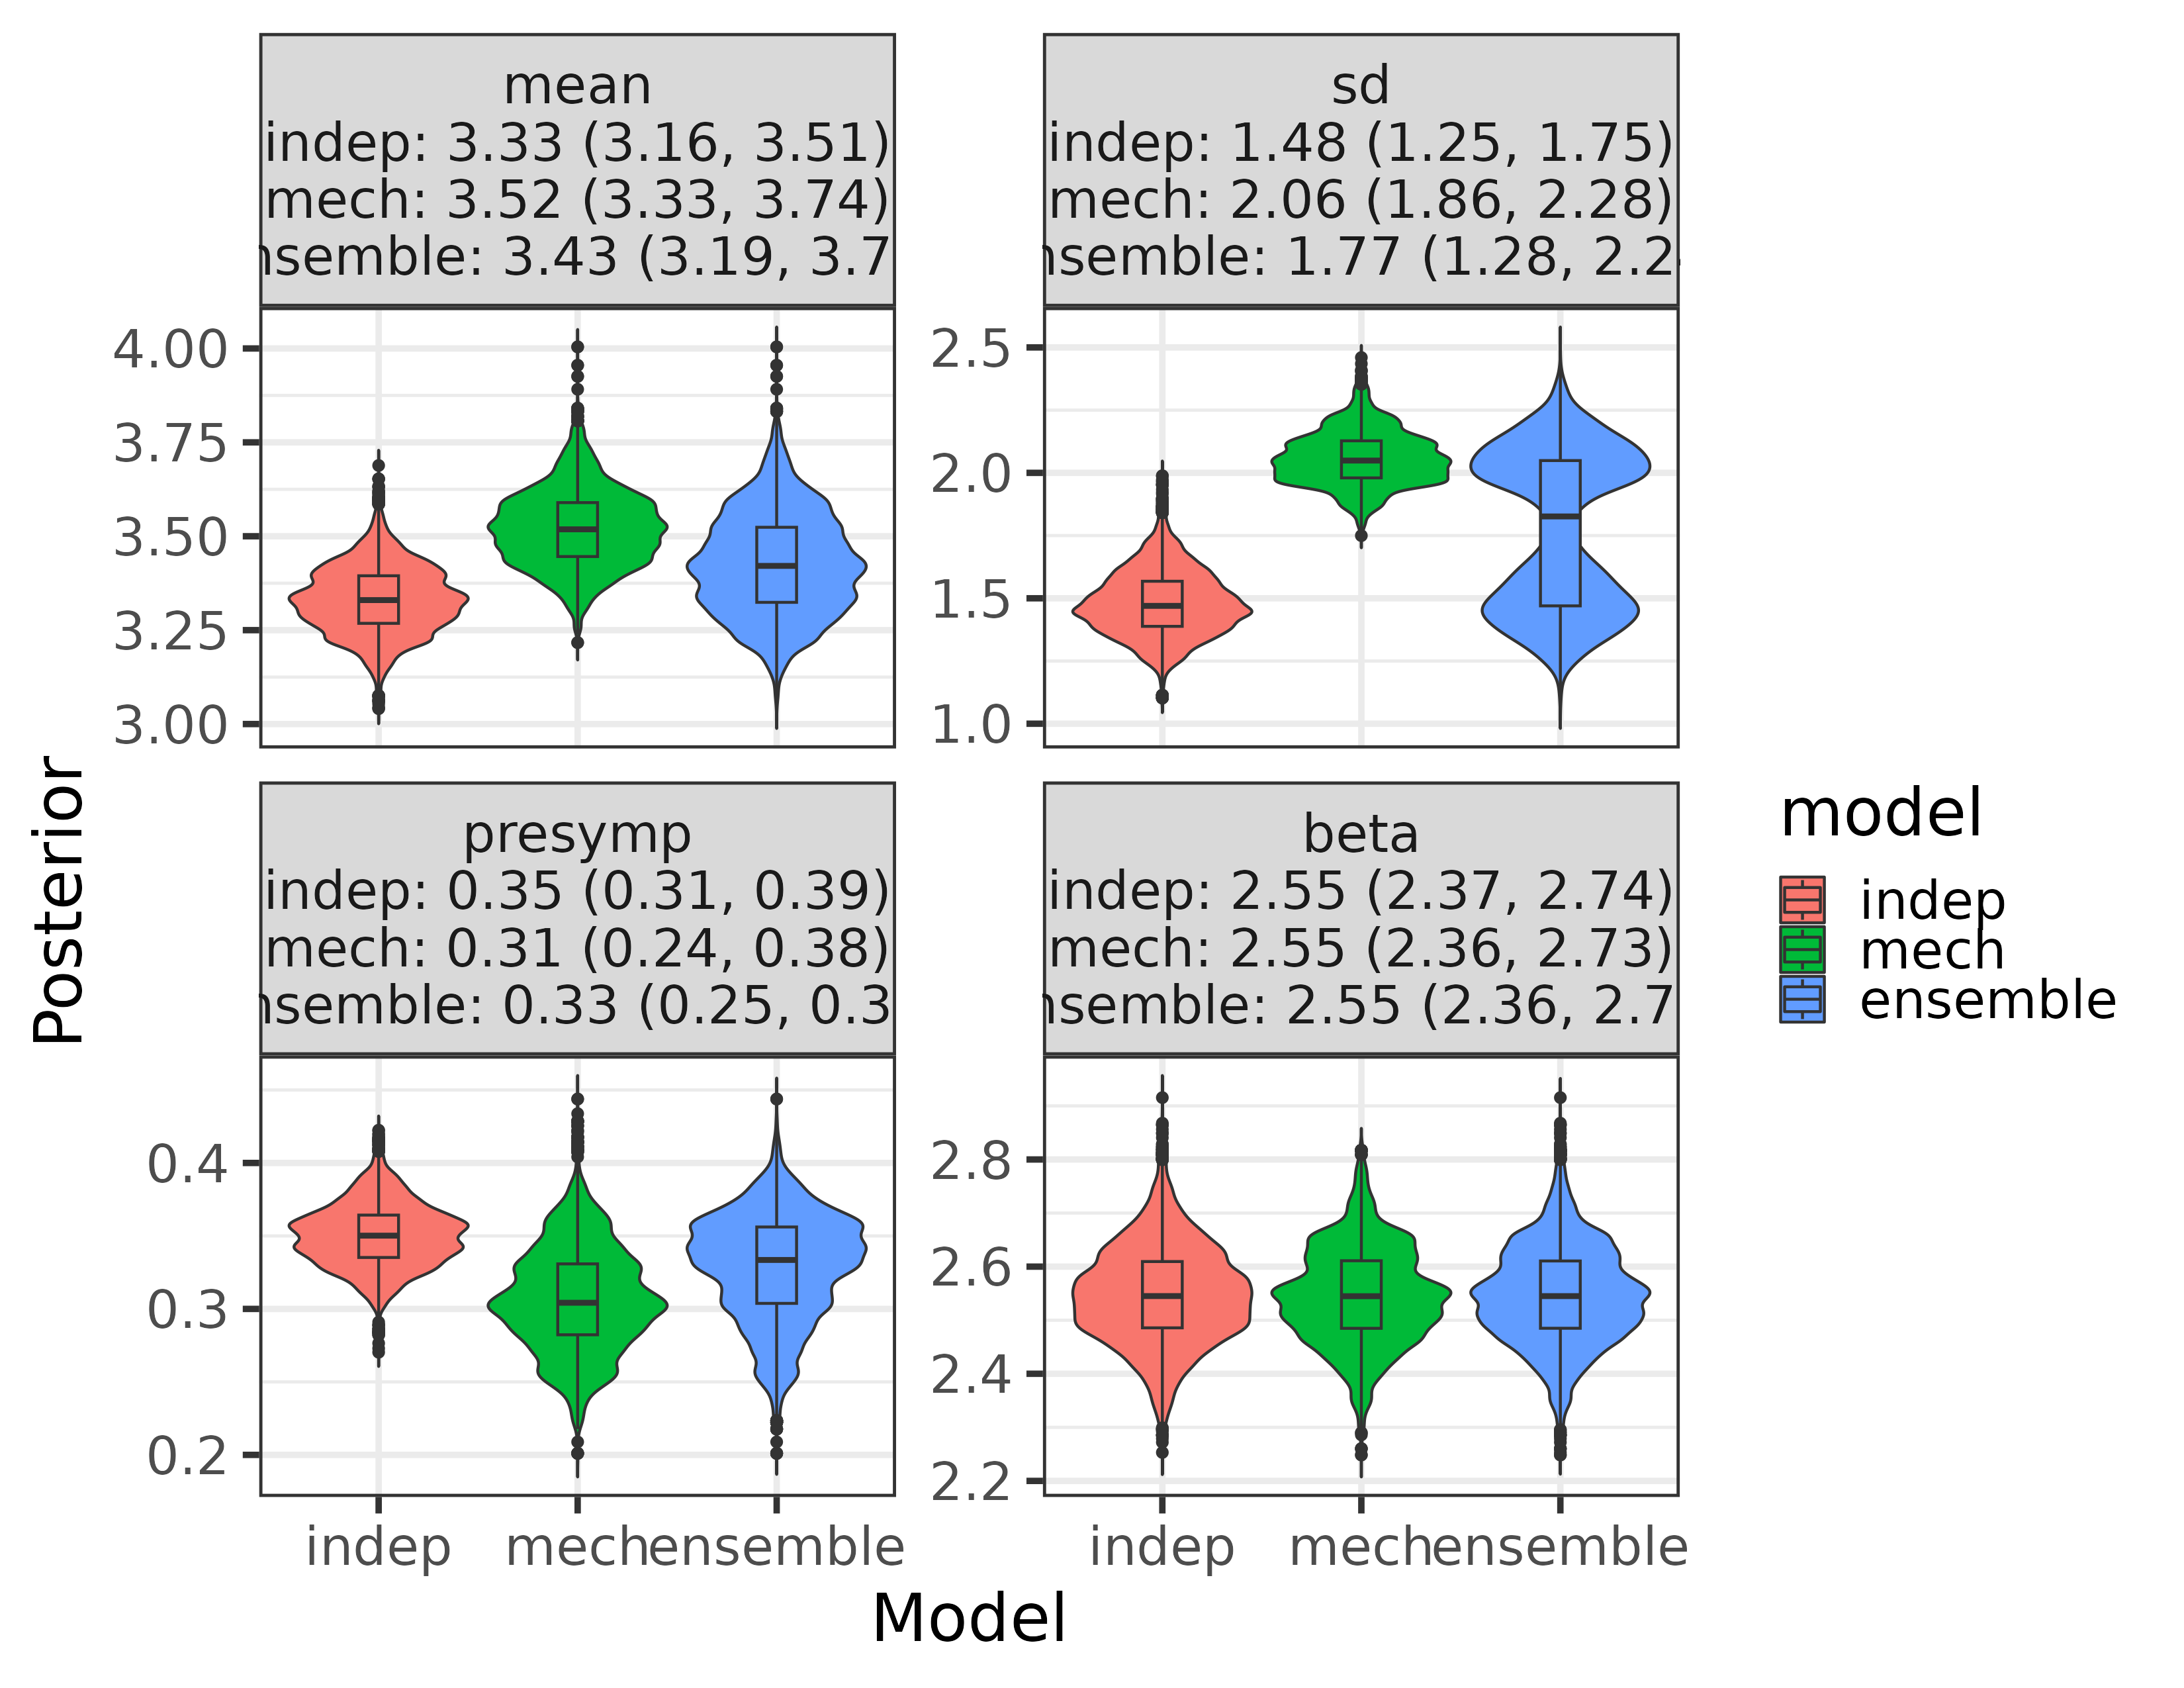 mean
indep: 3.33 (3.16, 3.51)
mech: 3.52 (3.33, 3.74)
nsemble: 3.43 (3.19, 3.7
sd
indep: 1.48 (1.25, 1.75)
mech: 2.06 (1.86, 2.28)
nsemble: 1.77 (1.28, 2.2
4.00
3.75
3.50
3.25
3.00
2.5
2.0
1.5
1.0
Posterior
presymp
indep: 0.35 (0.31, 0.39)
mech: 0.31 (0.24, 0.38)
nsemble: 0.33 (0.25, 0.3
beta
indep: 2.55 (2.37, 2.74)
mech: 2.55 (2.36, 2.73)
nsemble: 2.55 (2.36, 2.7
0.4
0.3
0.2
2.8
2.6
2.4
2.2
indep mech ensemble
indep mech ensemble
Model
model
indep
mech
ensemble